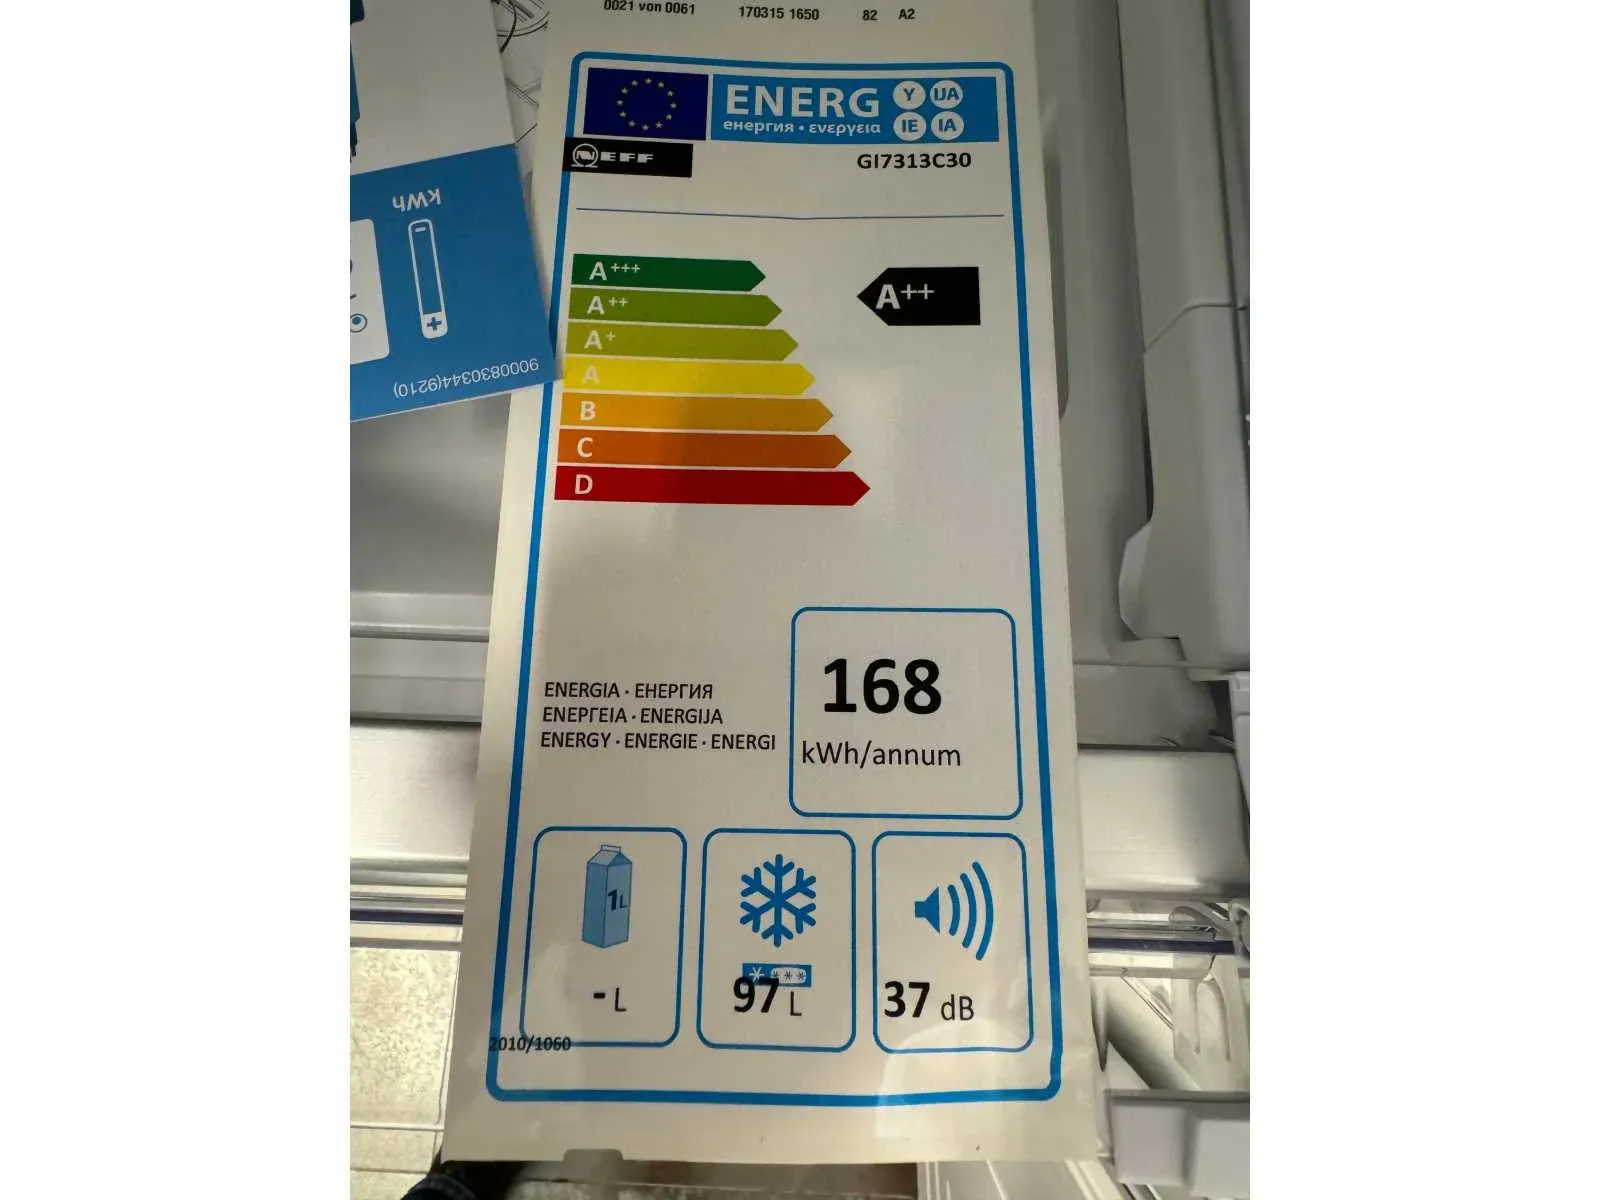 0021 von 0061 170315 1650 82 A2
ENERG Y IJA
енергия · ενεργεια IE IA
NEFF GI7313C30
A+++
A++
A++
A+
A
B
C
D
kWh
9000830344(9210)
168
kWh/annum
ENERGIA · ЕНЕРГИЯ
ΕΝΕΡΓΕΙΑ · ENERGIJA
ENERGY · ENERGIE · ENERGI
1L
- L
97 L
37 dB
2010/1060